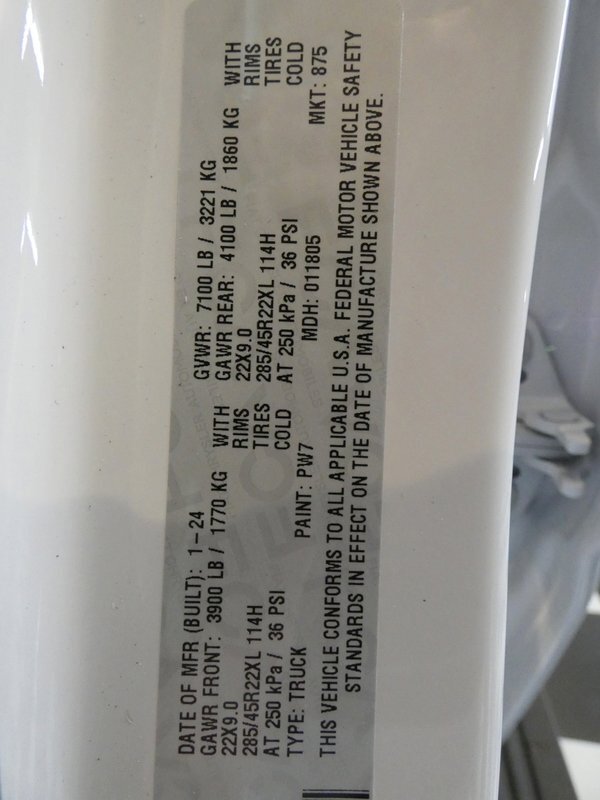 DATE OF MFR (BUILT): 1-24 GVWR: 7100 LB / 3221 KG
GAWR FRONT: 3900 LB / 1770 KG WITH GAWR REAR: 4100 LB / 1860 KG WITH
22X9.0 RIMS 22X9.0 RIMS
285/45R22XL 114H TIRES 285/45R22XL 114H TIRES
AT 250 kPa / 36 PSI COLD AT 250 kPa / 36 PSI COLD
TYPE: TRUCK PAINT: PW7 MDH: 011805 MKT: 875
THIS VEHICLE CONFORMS TO ALL APPLICABLE U.S.A. FEDERAL MOTOR VEHICLE SAFETY
STANDARDS IN EFFECT ON THE DATE OF MANUFACTURE SHOWN ABOVE.